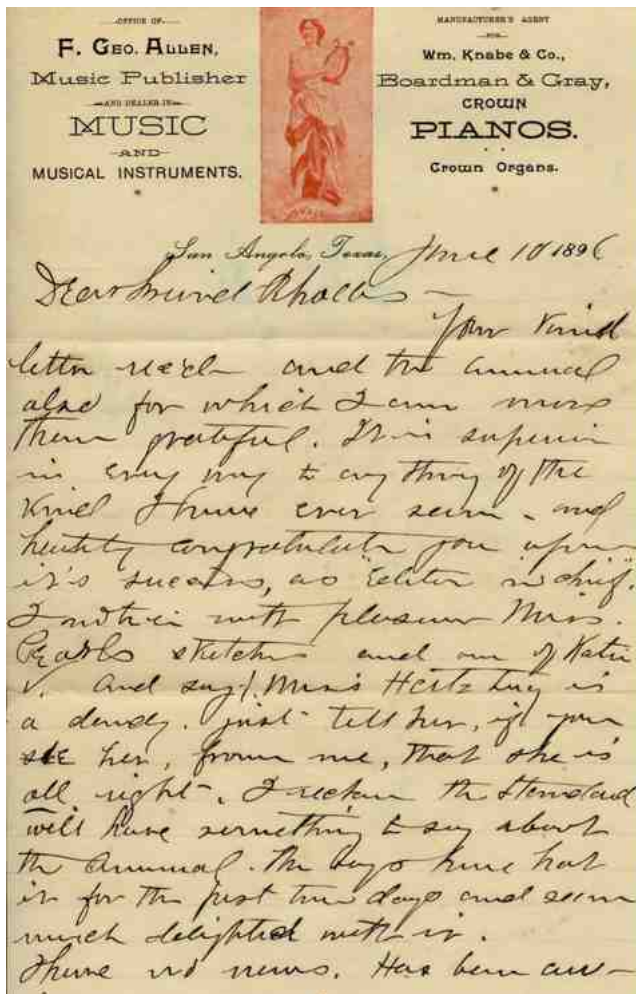 OFFICE OF
F. GEO. ALLEN,
Music Publisher
AND DEALER IN
MUSIC
AND
MUSICAL INSTRUMENTS.
MANUFACTURER'S AGENT
FOR
Wm. Knabe & Co.,
Boardman & Gray,
CROWN
PIANOS.
Crown Organs.
San Angelo, Texas, June 10 1896
Dear Friend Rhodes —
Your kind
letter rec'd and the annual
also for which I am more
than grateful. It is superior
in every way to anything of the
kind I have ever seen - and
heartily congratulate you upon
it's success, as "Editor in chief".
I notice with pleasure Miss.
Pearls sketches and one of Katie
V. And say! Miss Hertzbug is
a dandy. just tell her, if you
see her, from me, that she is
all right. I reckon the Standard
will have something to say about
the annual. The boys have had
it for the past two days and seem
much delighted with it.
I have no news. Has been